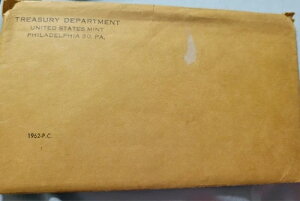 TREASURY DEPARTMENT
UNITED STATES MINT
PHILADELPHIA 30, PA.
1962-P.C.